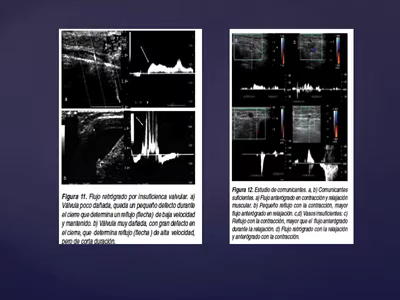 Figura 11. Flujo retrógrado por insuficiencia valvular. a)
Válvula poco dañada, queda un pequeño defecto durante
el cierre que determina un reflujo (flecha) de baja velocidad
y mantenido. b) Válvula muy dañada, con gran defecto en
el cierre, que determina reflujo (flecha ) de alta velocidad,
pero de corta duración.
Figura 12. Estudio de comunicantes. a, b) Comunicantes
suficientes. a) Flujo anterógrado en contracción y relajación
muscular. b) Pequeño reflujo con la contracción, mayor
flujo anterógrado en relajación. c,d) Vasos insuficientes: c)
Reflujo con contracción, mayor que el flujo anterógrado
durante la relajación. d) Flujo retrógrado con la relajación
y anterógrado con la contracción.